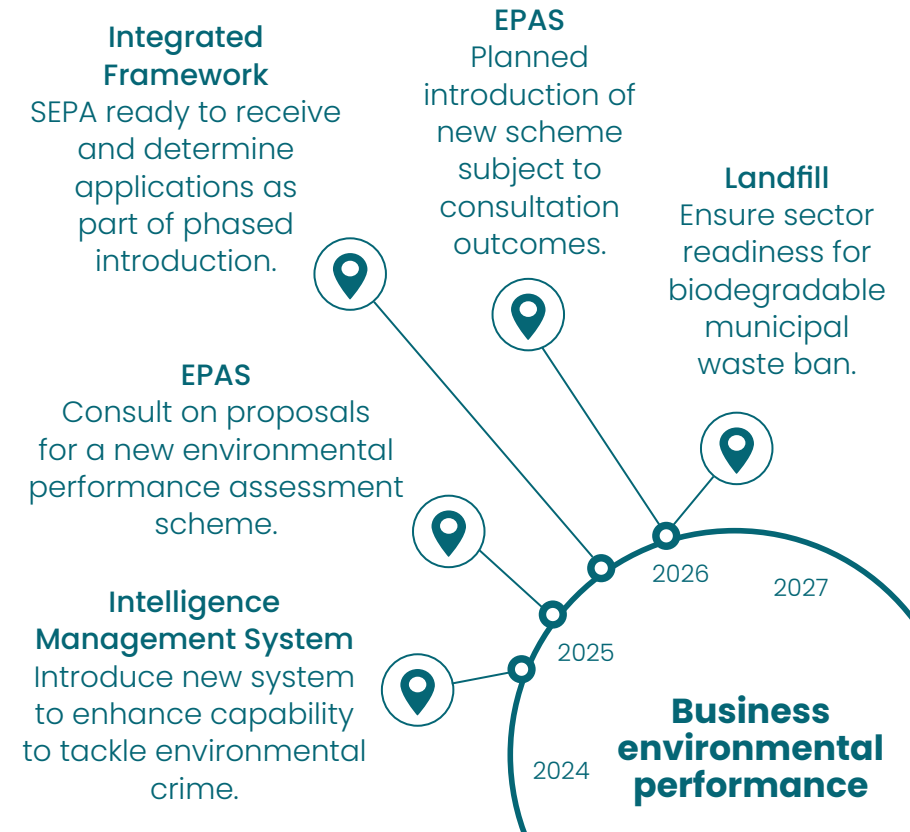 Integrated
Framework
SEPA ready to receive
and determine
applications as
part of phased
introduction.
EPAS
Planned
introduction of
new scheme
subject to
consultation
outcomes.
Landfill
Ensure sector
readiness for
biodegradable
municipal
waste ban.
EPAS
Consult on proposals
for a new environmental
performance assessment
scheme.
Intelligence
Management System
Introduce new system
to enhance capability
to tackle environmental
crime.
2024
2025
2026
2027
Business
environmental
performance